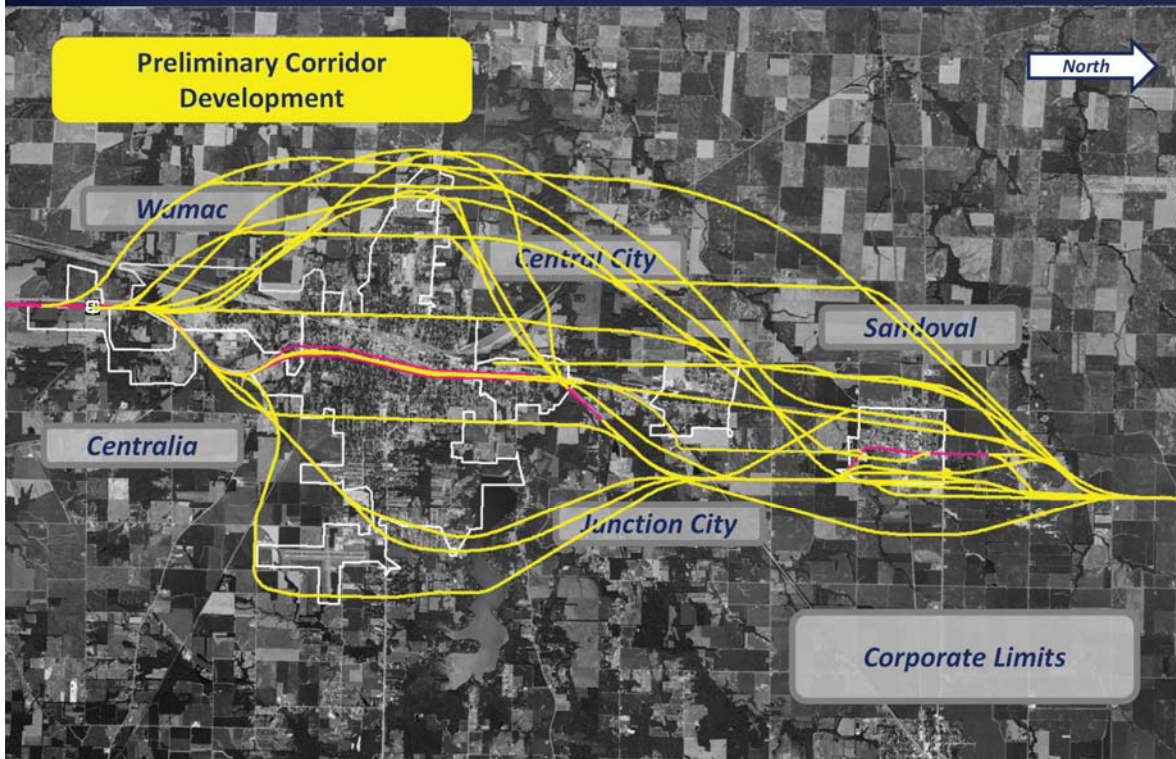 Preliminary Corridor
Development
North
Wamac
Central City
Sandoval
Centralia
Junction City
Corporate Limits